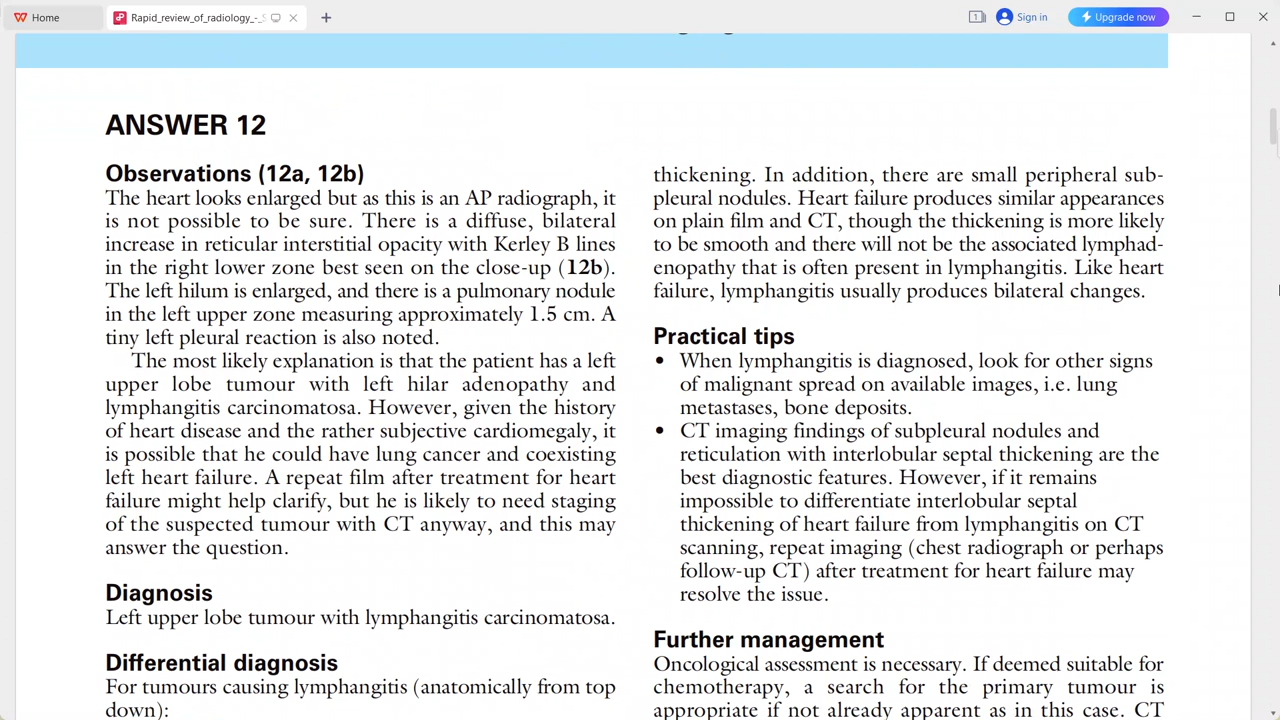 Home
Rapid_review_of_radiology_-_S
1
Sign in
Upgrade now
ANSWER 12
Observations (12a, 12b)
The heart looks enlarged but as this is an AP radiograph, it
is not possible to be sure. There is a diffuse, bilateral
increase in reticular interstitial opacity with Kerley B lines
in the right lower zone best seen on the close-up (12b).
The left hilum is enlarged, and there is a pulmonary nodule
in the left upper zone measuring approximately 1.5 cm. A
tiny left pleural reaction is also noted.
The most likely explanation is that the patient has a left
upper lobe tumour with left hilar adenopathy and
lymphangitis carcinomatosa. However, given the history
of heart disease and the rather subjective cardiomegaly, it
is possible that he could have lung cancer and coexisting
left heart failure. A repeat film after treatment for heart
failure might help clarify, but he is likely to need staging
of the suspected tumour with CT anyway, and this may
answer the question.
Diagnosis
Left upper lobe tumour with lymphangitis carcinomatosa.
Differential diagnosis
For tumours causing lymphangitis (anatomically from top
down):
thickening. In addition, there are small peripheral sub-
pleural nodules. Heart failure produces similar appearances
on plain film and CT, though the thickening is more likely
to be smooth and there will not be the associated lymphad-
enopathy that is often present in lymphangitis. Like heart
failure, lymphangitis usually produces bilateral changes.
Practical tips
• When lymphangitis is diagnosed, look for other signs
of malignant spread on available images, i.e. lung
metastases, bone deposits.
• CT imaging findings of subpleural nodules and
reticulation with interlobular septal thickening are the
best diagnostic features. However, if it remains
impossible to differentiate interlobular septal
thickening of heart failure from lymphangitis on CT
scanning, repeat imaging (chest radiograph or perhaps
follow-up CT) after treatment for heart failure may
resolve the issue.
Further management
Oncological assessment is necessary. If deemed suitable for
chemotherapy, a search for the primary tumour is
appropriate if not already apparent as in this case. CT